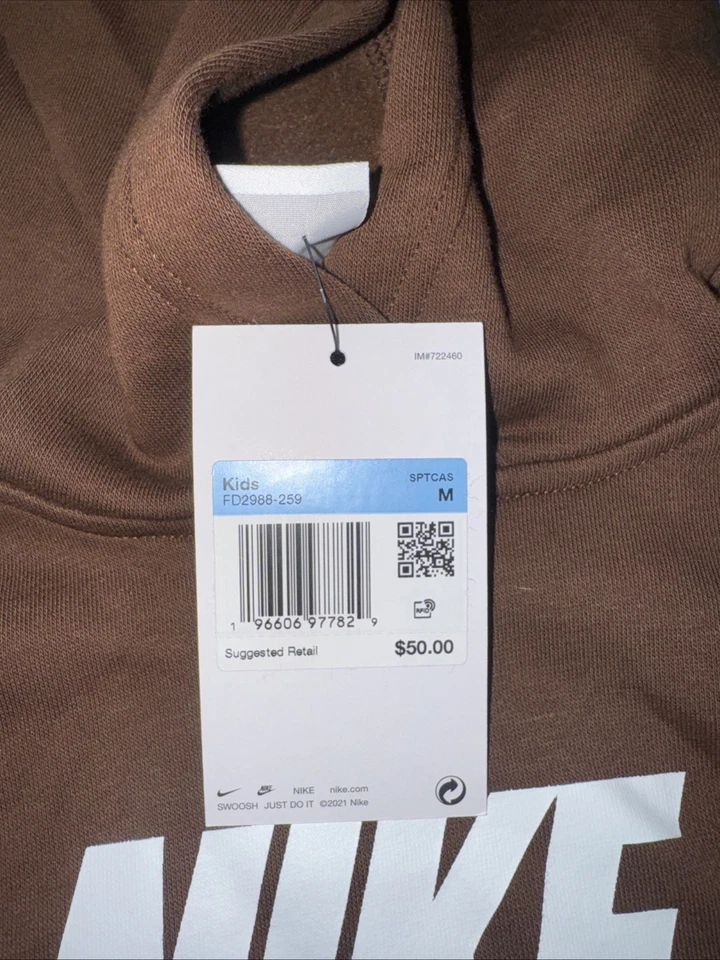 IM#722460
Kids
SPTCAS
FD2988-259
M
RFID
1 96606 97782 9
Suggested Retail
$50.00
NIKE nike.com
SWOOSH JUST DO IT ©2021 Nike
NIKE